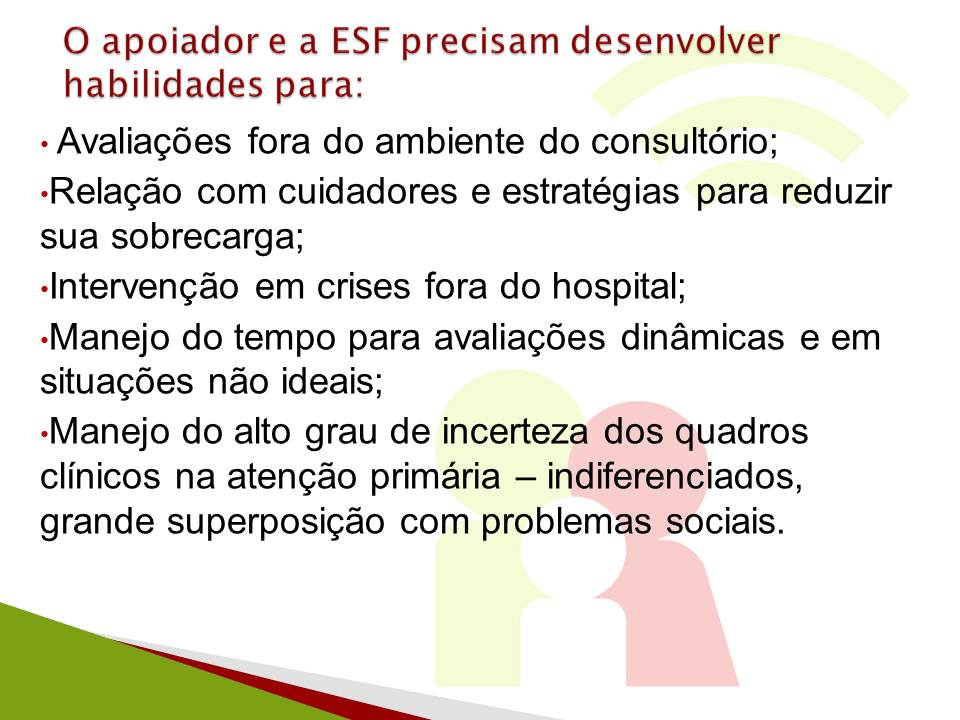 O apoiador e a ESF precisam desenvolver
habilidades para:
• Avaliações fora do ambiente do consultório;
•Relação com cuidadores e estratégias para reduzir
sua sobrecarga;
•Intervenção em crises fora do hospital;
•Manejo do tempo para avaliações dinâmicas e em
situações não ideais;
•Manejo do alto grau de incerteza dos quadros
clínicos na atenção primária – indiferenciados,
grande superposição com problemas sociais.